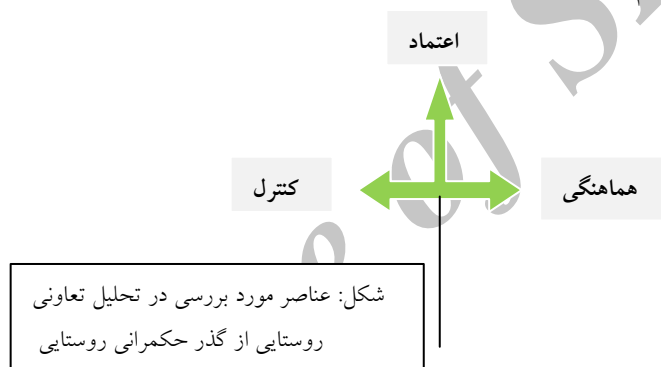 اعتماد
هماهنگی
کنترل
شکل: عناصر مورد بررسی در تحلیل تعاونی
روستایی از گذر حکمرانی روستایی